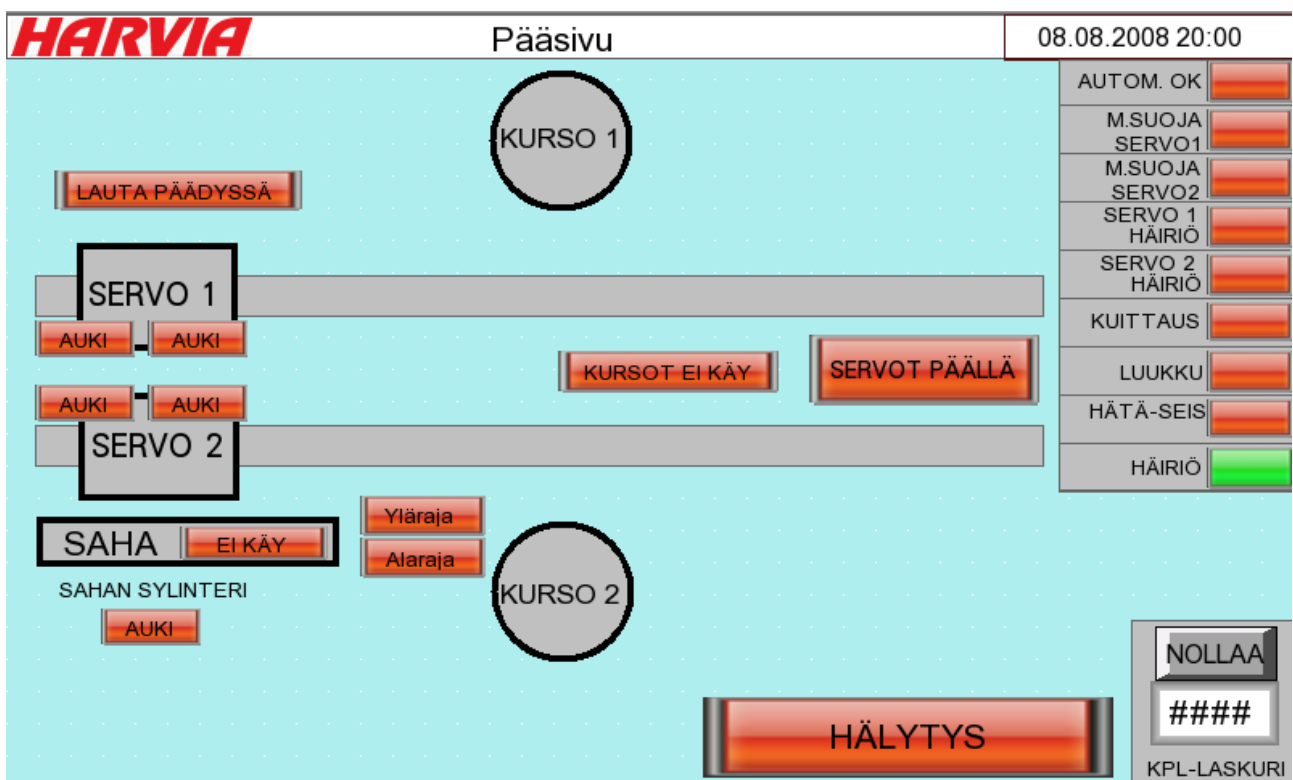 HARVIA
Pääsivu
08.08.2008 20:00
AUTOM. OK
M.SUOJA
SERVO1
M.SUOJA
SERVO2
SERVO 1
HÄIRIÖ
SERVO 2
HÄIRIÖ
KUITTAUS
LUUKKU
HÄTÄ-SEIS
HÄIRIÖ
KURSO 1
LAUTA PÄÄDYSSÄ
SERVO 1
AUKI
AUKI
KURSOT EI KÄY
SERVOT PÄÄLLÄ
AUKI
AUKI
SERVO 2
SAHA
EI KÄY
Yläraja
Alaraja
SAHAN SYLINTERI
AUKI
KURSO 2
NOLLAA
####
KPL-LASKURI
HÄLYTYS